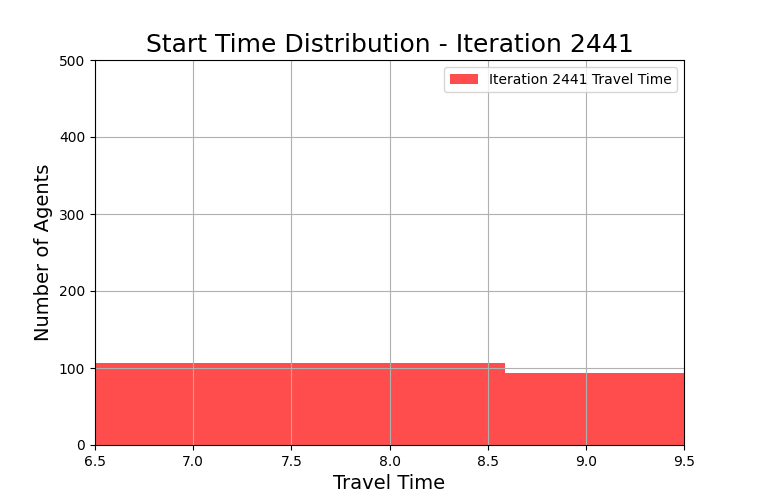 Start Time Distribution - Iteration 2441
500
Iteration 2441 Travel Time
400
300
200
100
0
Number of Agents
6.5 7.0 7.5 8.0 8.5 9.0 9.5
Travel Time